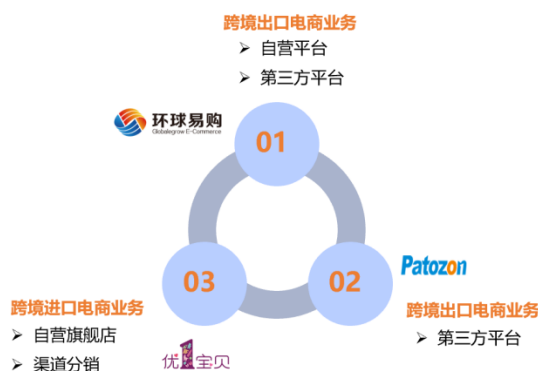 跨境出口电商业务
➢ 自营平台
➢ 第三方平台
环球易购
Globalegrow E-Commerce
01
03
02
Patozon
跨境进口电商业务
➢ 自营旗舰店
➢ 渠道分销
跨境出口电商业务
➢ 第三方平台
优1宝贝